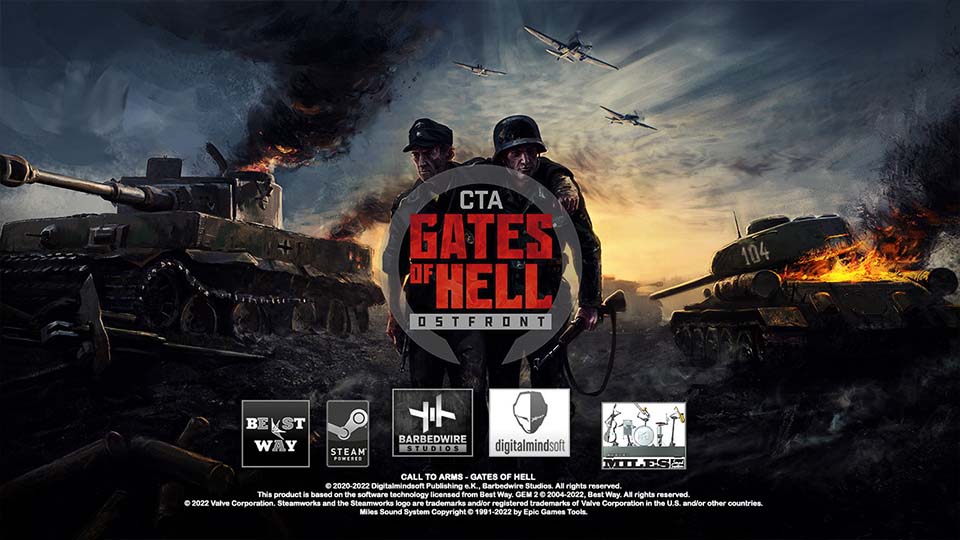 CTA
GATES
OF HELL
OSTFRONT
104
BEST
WAY
STEAM
POWERED
BARBEDWIRE
STUDIOS
digitalmindsoft
MILES
CALL TO ARMS - GATES OF HELL
© 2020-2022 Digitalmindsoft Publishing e.K., Barbedwire Studios. All rights reserved.
This product is based on the software technology licensed from Best Way. GEM 2 © 2004-2022, Best Way. All rights reserved.
© 2022 Valve Corporation. Steamworks and the Steamworks logo are trademarks and/or registered trademarks of Valve Corporation in the U.S. and/or other countries.
Miles Sound System Copyright © 1991-2022 by Epic Games Tools.